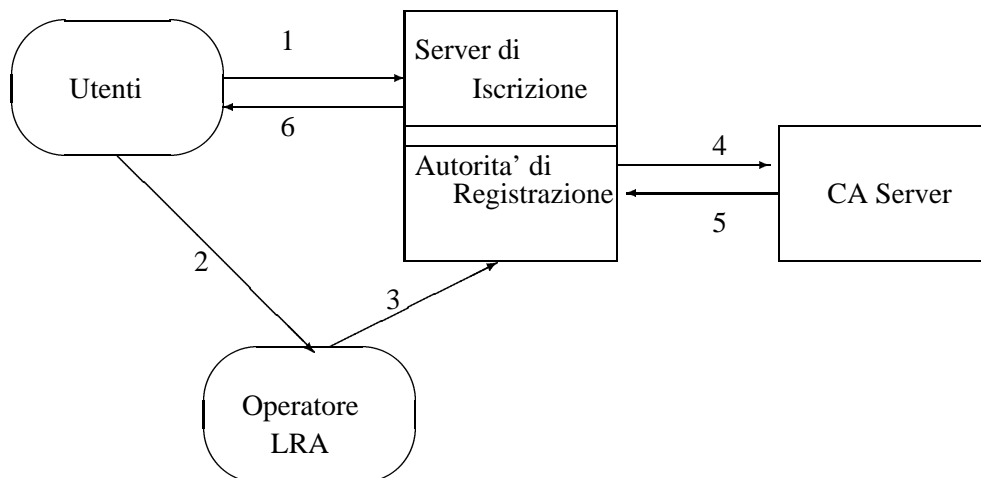 1
Server di
Iscrizione
Utenti
6
4
Autorita’ di
Registrazione
CA Server
5
2
3
Operatore
LRA